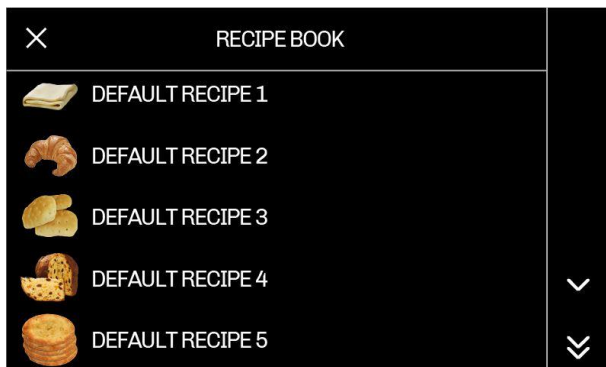 RECIPE BOOK
DEFAULT RECIPE 1
DEFAULT RECIPE 2
DEFAULT RECIPE 3
DEFAULT RECIPE 4
DEFAULT RECIPE 5